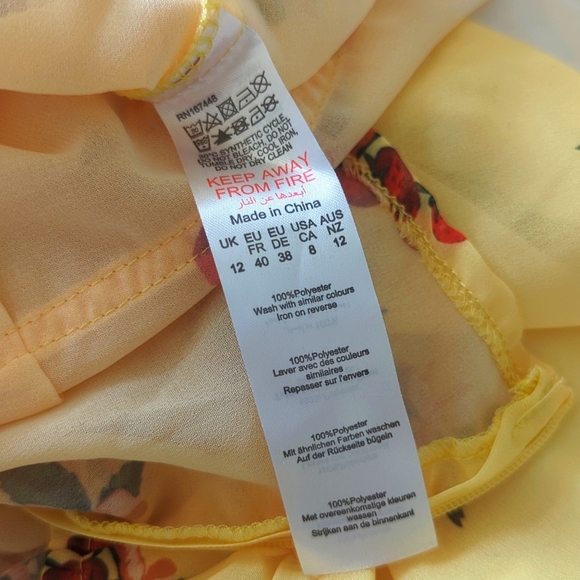 RN167448
30°C SYNTHETIC CYCLE,
DO NOT BLEACH, DO NOT
TUMBLE DRY, COOL IRON,
DO NOT DRY CLEAN
KEEP AWAY
FROM FIRE
أبعدها عن النار
Made in China
UK EU EU USA AUS
FR DE CA NZ
12 40 38 8 12
100%Polyester
Wash with similar colours
Iron on reverse
100%Polyester
Laver avec des couleurs
similaires
Repasser sur l'envers
100%Polyester
Mit ähnlichen Farben waschen
Auf der Rückseite bügeln
100%Polyester
Met overeenkomstige kleuren
wassen
Strijken aan de binnenkant